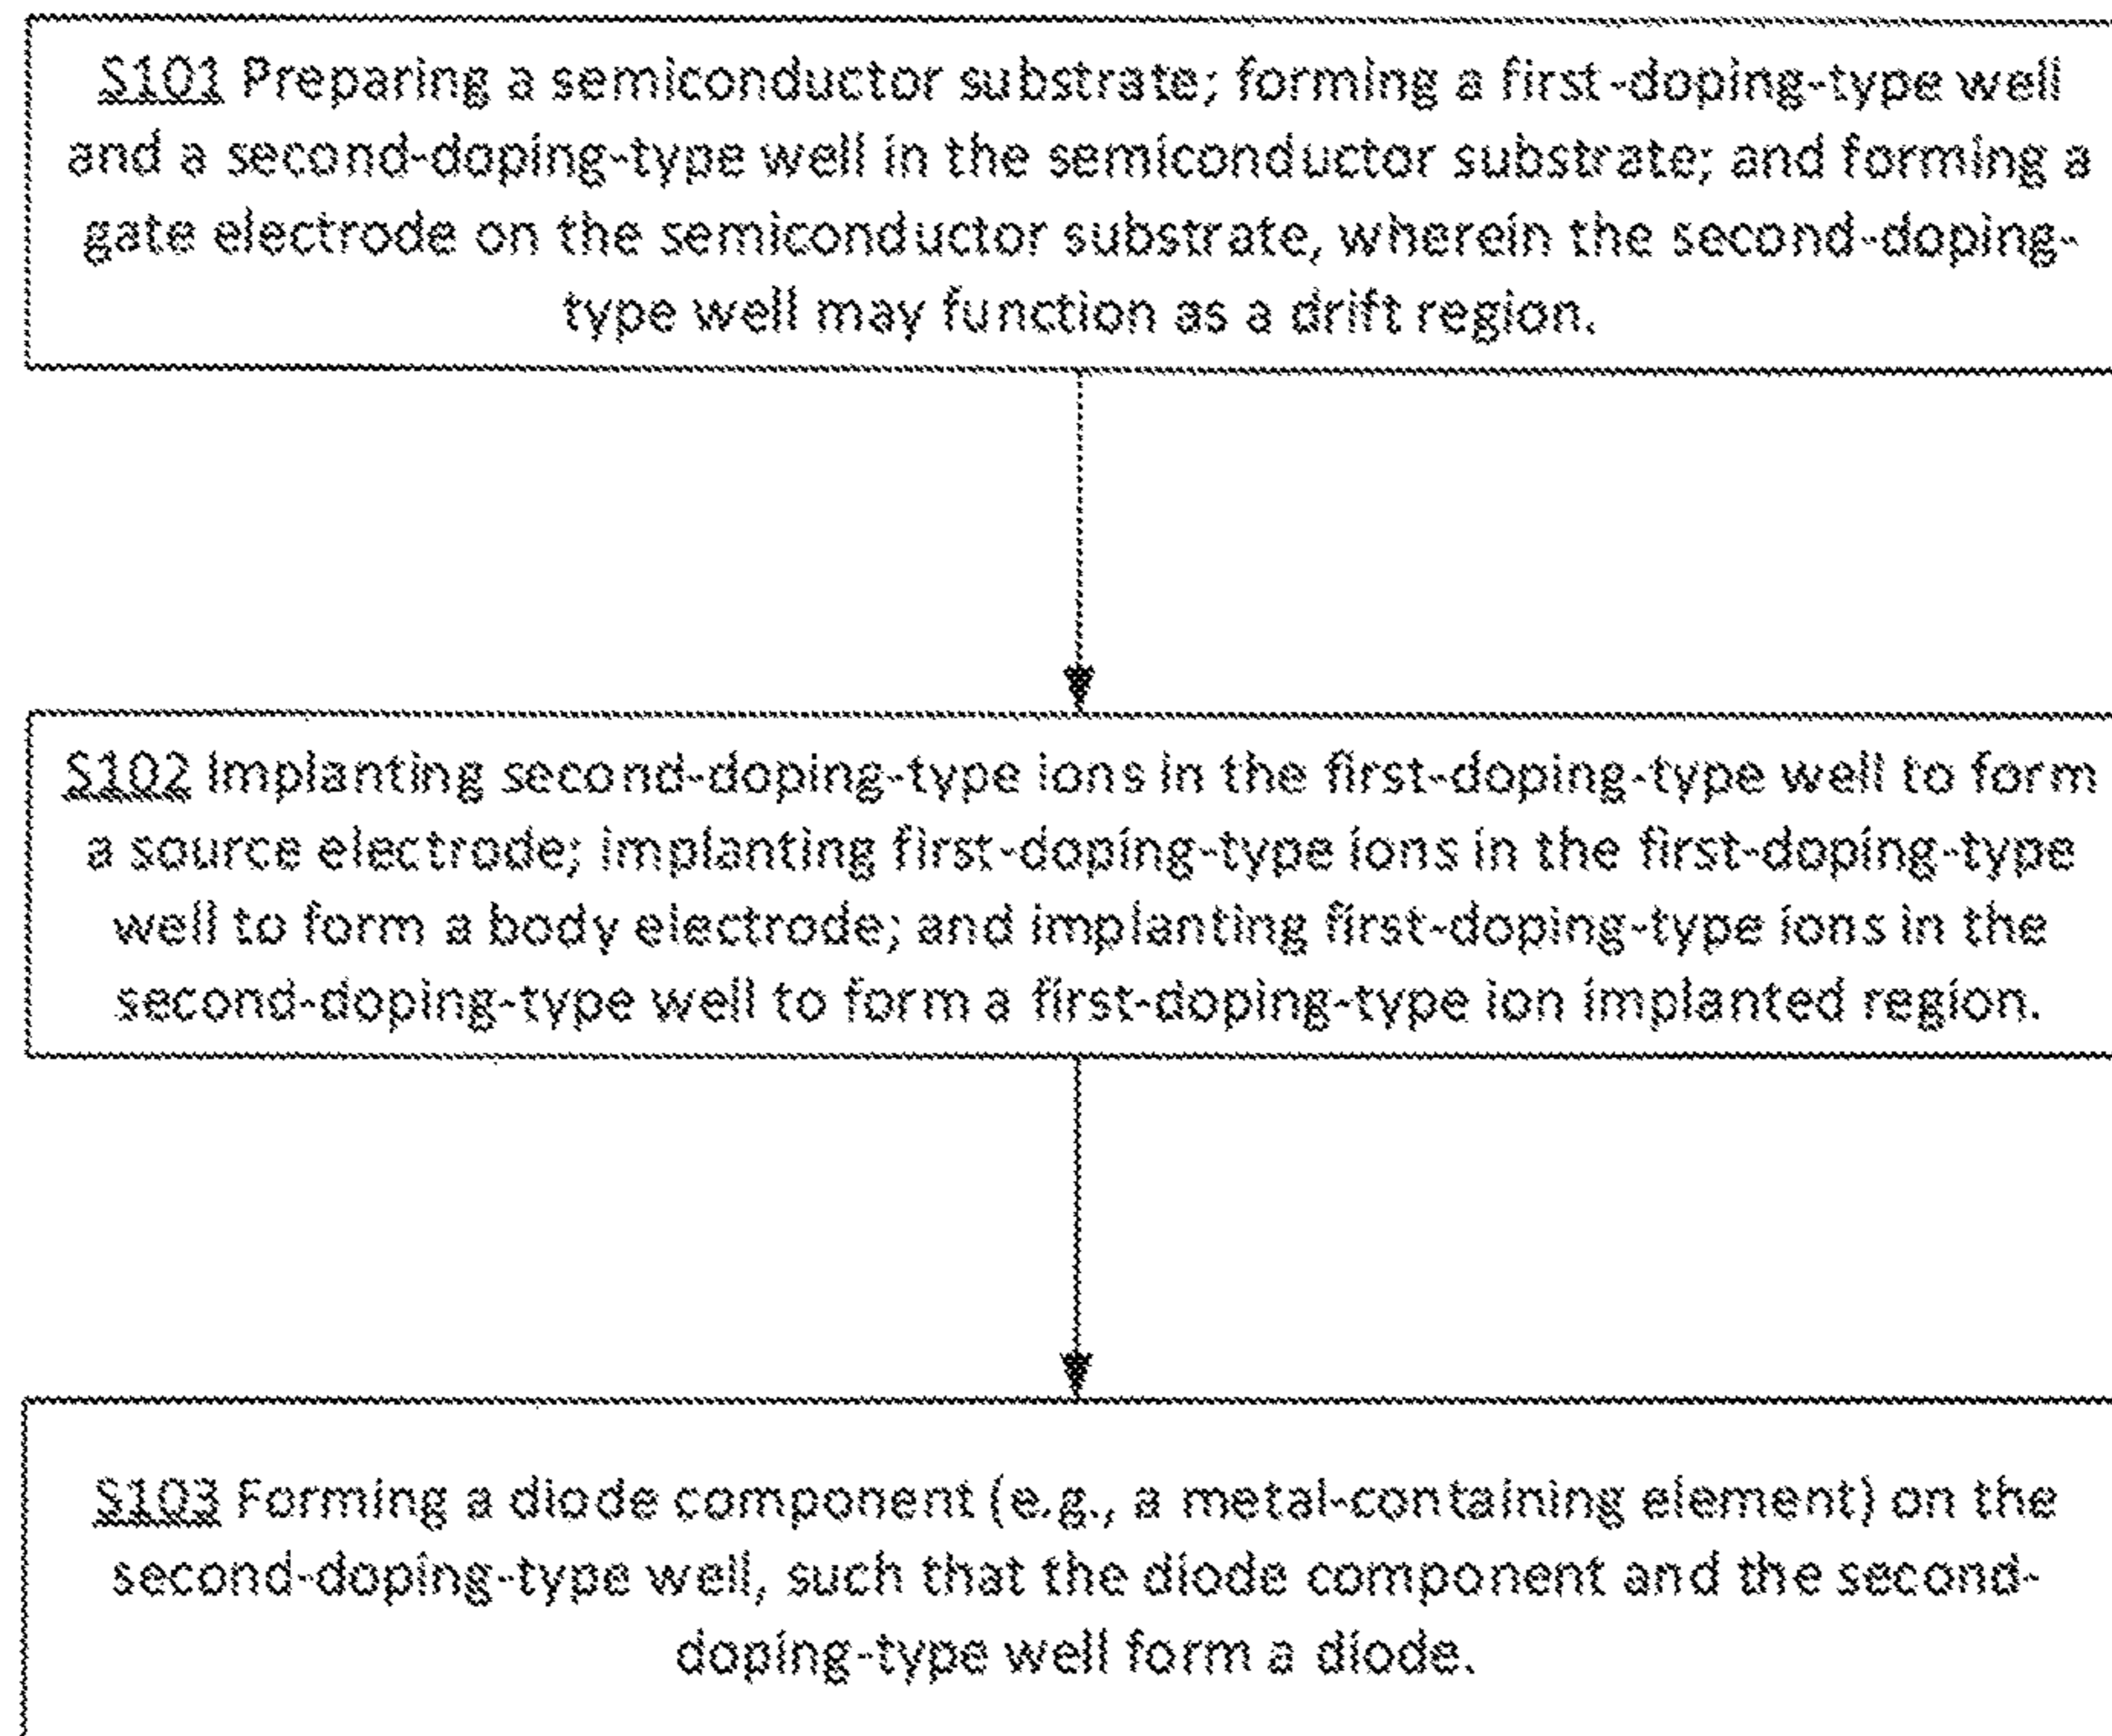 S101 Preparing a semiconductor substrate; forming a first-doping-type well
and a second-doping-type well in the semiconductor substrate; and forming a
gate electrode on the semiconductor substrate, wherein the second-doping-
type well may function as a drift region.
S102 Implanting second-doping-type ions in the first-doping-type well to form
a source electrode; implanting first-doping-type ions in the first-doping-type
well to form a body electrode; and implanting first-doping-type ions in the
second-doping-type well to form a first-doping-type ion implanted region.
S103 Forming a diode component (e.g., a metal-containing element) on the
second-doping-type well, such that the diode component and the second-
doping-type well form a diode.